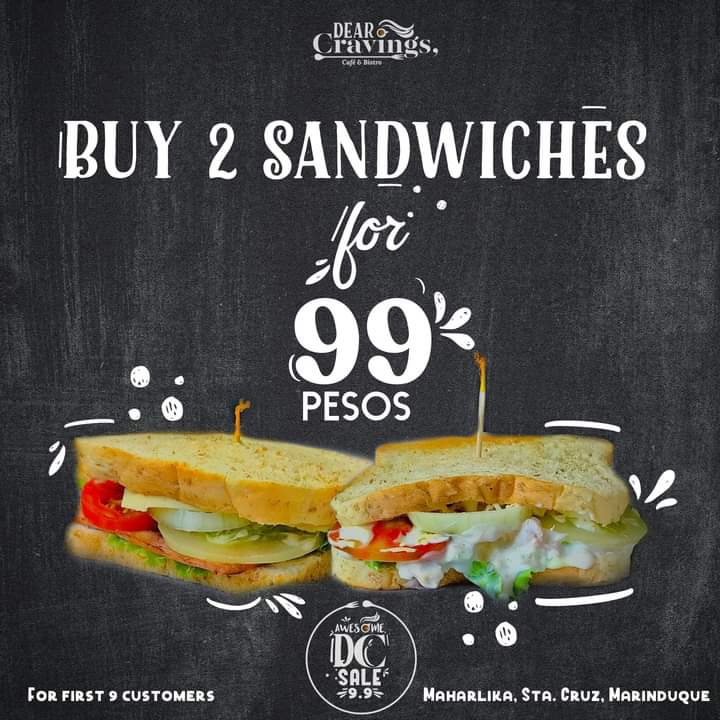 DEAR
Cravings,
Café & Bistro
BUY 2 SANDWICHES
for
99
PESOS
AWESOME
DC
SALE
9.9
FOR FIRST 9 CUSTOMERS
MAHARLIKA, STA. CRUZ, MARINDUQUE